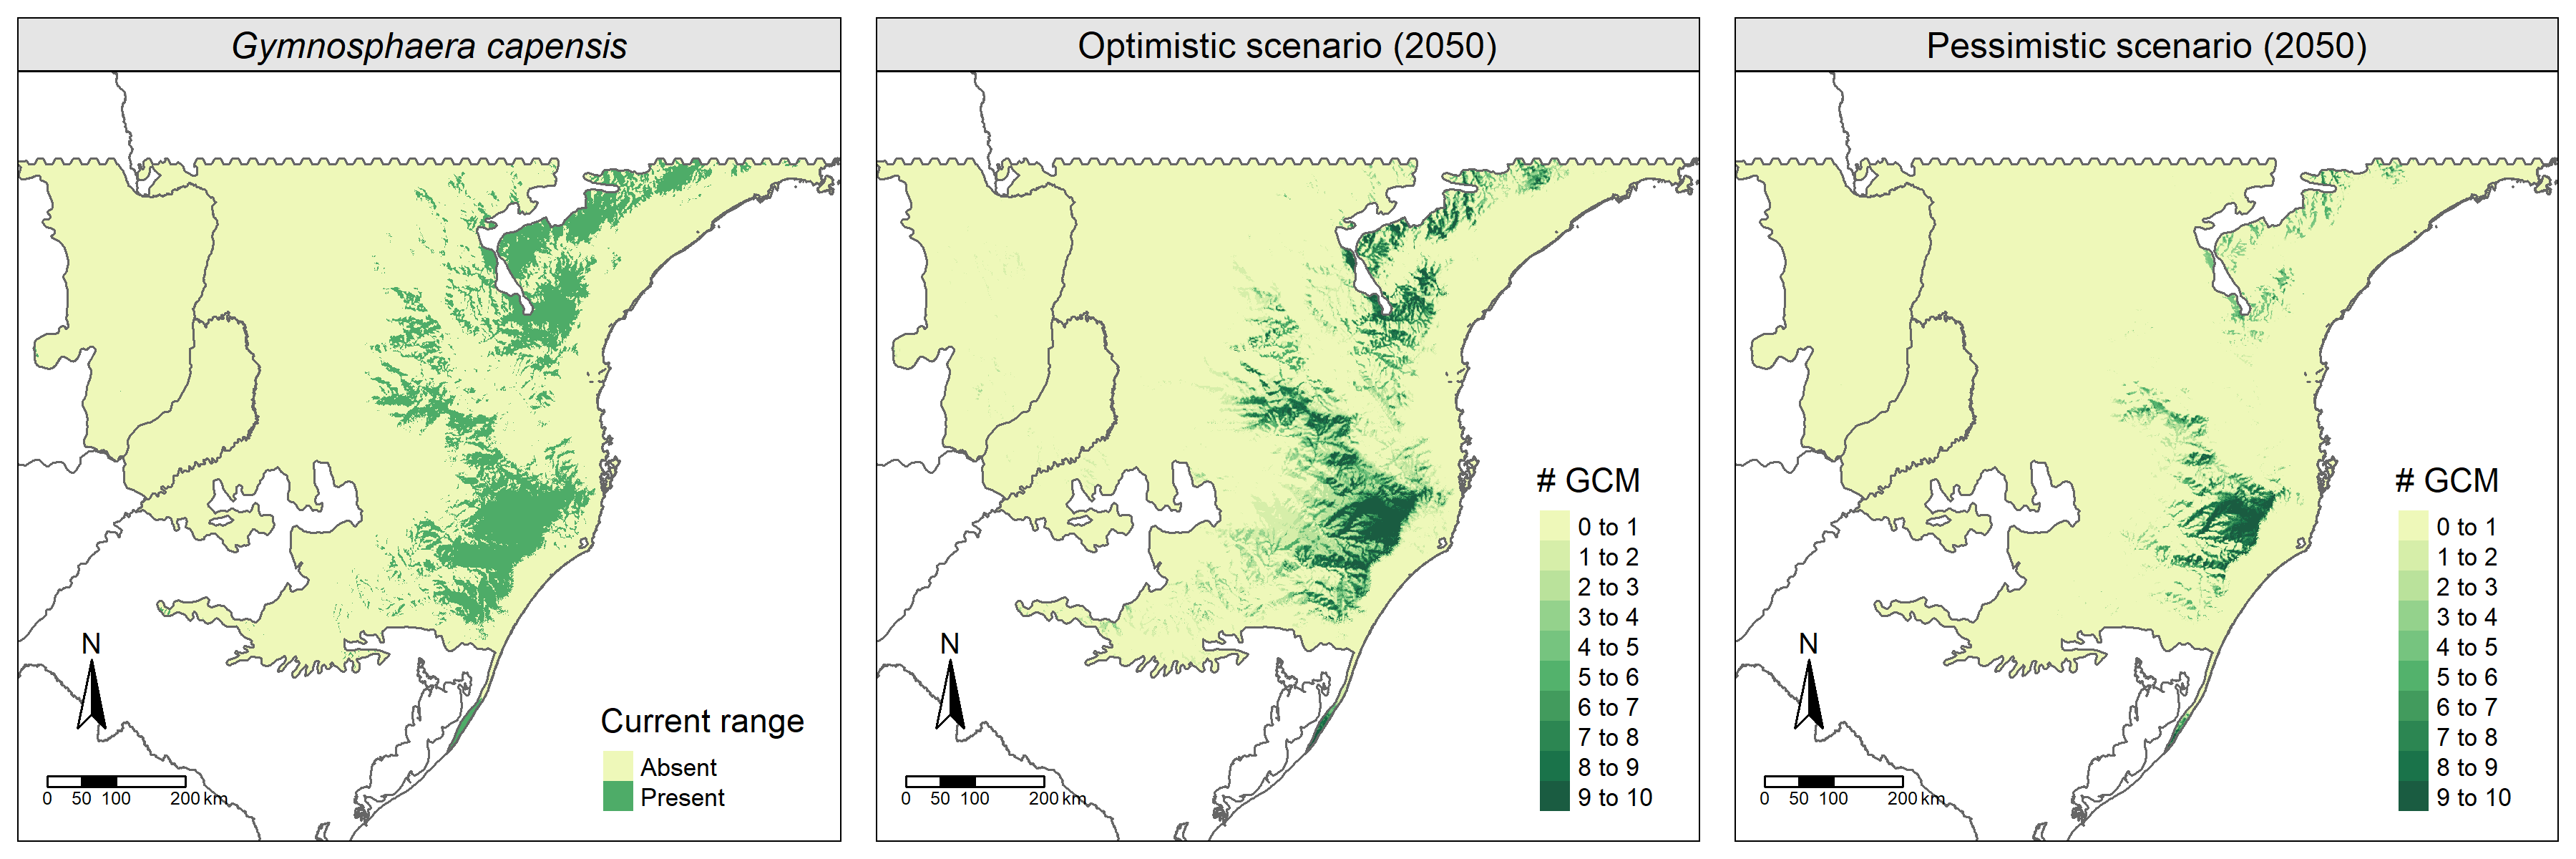 Gymnosphaera capensis
N
Current range
Absent
Present
0 50 100 200 km
Optimistic scenario (2050)
# GCM
0 to 1
1 to 2
2 to 3
3 to 4
4 to 5
5 to 6
6 to 7
7 to 8
8 to 9
9 to 10
N
0 50 100 200 km
Pessimistic scenario (2050)
# GCM
0 to 1
1 to 2
2 to 3
3 to 4
4 to 5
5 to 6
6 to 7
7 to 8
8 to 9
9 to 10
N
0 50 100 200 km